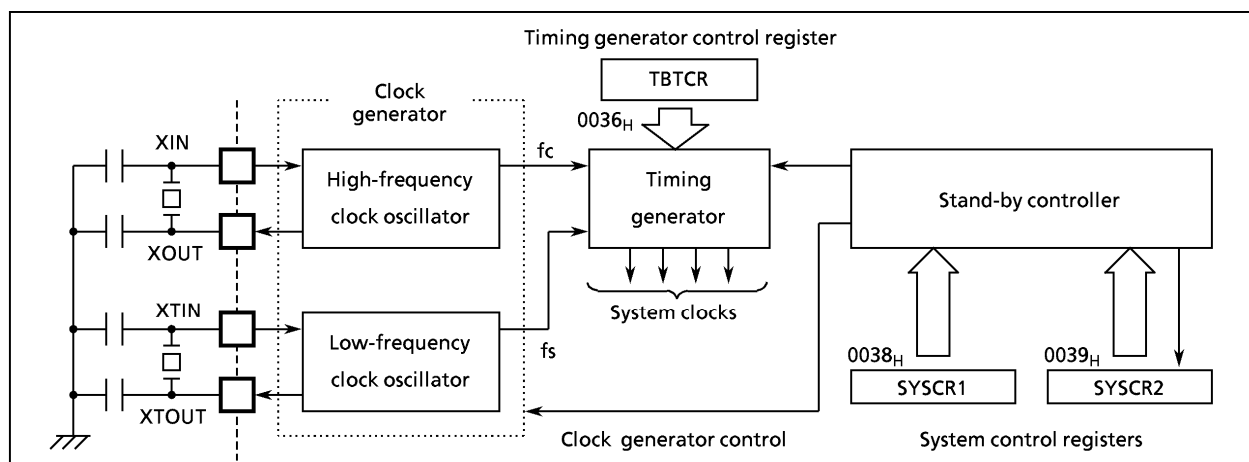 Timing generator control register
TBTCR
Clock
generator
0036H
XIN
fc
High-frequency
clock oscillator
Timing
generator
Stand-by controller
XOUT
XTIN
System clocks
Low-frequency
clock oscillator
fs
0038H
0039H
SYSCR1
SYSCR2
XTOUT
Clock generator control
System control registers